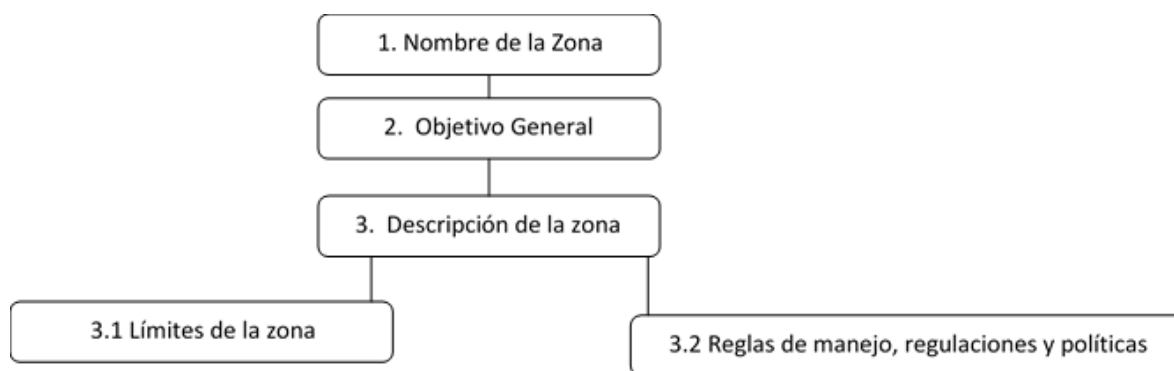 1. Nombre de la Zona
2. Objetivo General
3. Descripción de la zona
3.1 Límites de la zona
3.2 Reglas de manejo, regulaciones y políticas